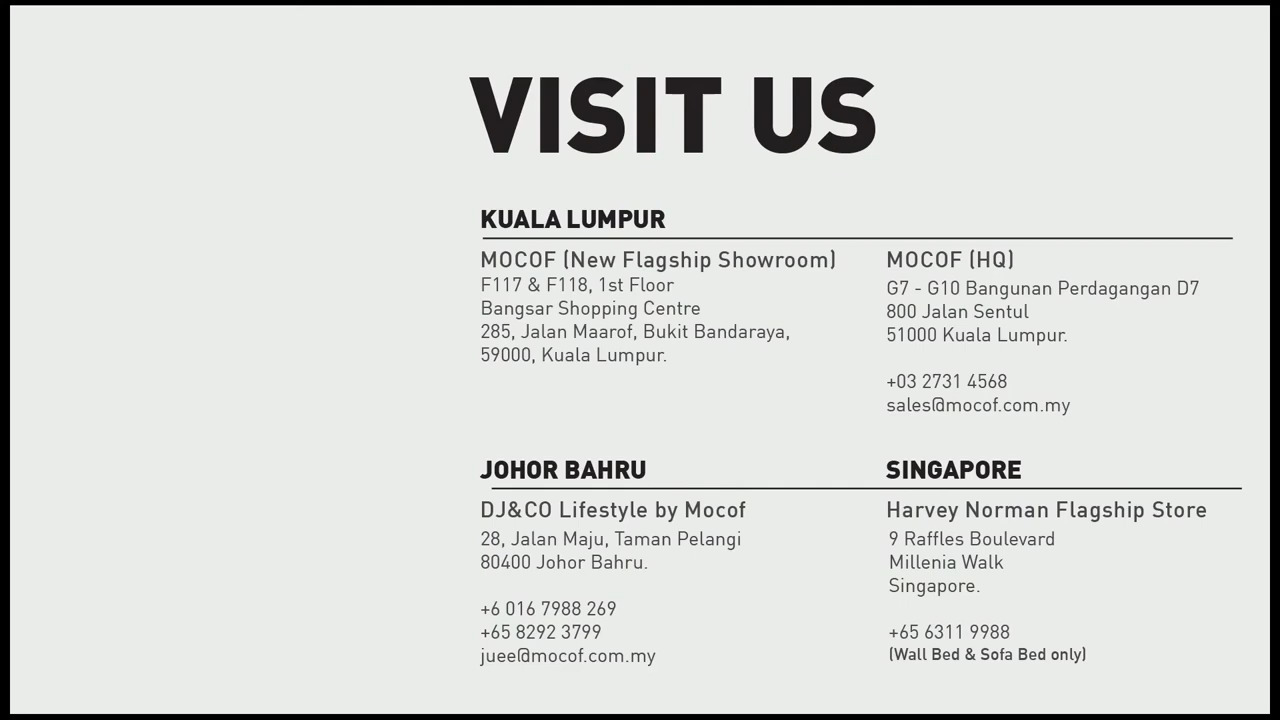 VISIT US
KUALA LUMPUR
MOCOF (New Flagship Showroom)
F117 & F118, 1st Floor
Bangsar Shopping Centre
285, Jalan Maarof, Bukit Bandaraya,
59000, Kuala Lumpur.
MOCOF (HQ)
G7 - G10 Bangunan Perdagangan D7
800 Jalan Sentul
51000 Kuala Lumpur.
+03 2731 4568
sales@mocof.com.my
JOHOR BAHRU
DJ&CO Lifestyle by Mocof
28, Jalan Maju, Taman Pelangi
80400 Johor Bahru.
+6 016 7988 269
+65 8292 3799
juee@mocof.com.my
SINGAPORE
Harvey Norman Flagship Store
9 Raffles Boulevard
Millenia Walk
Singapore.
+65 6311 9988
(Wall Bed & Sofa Bed only)